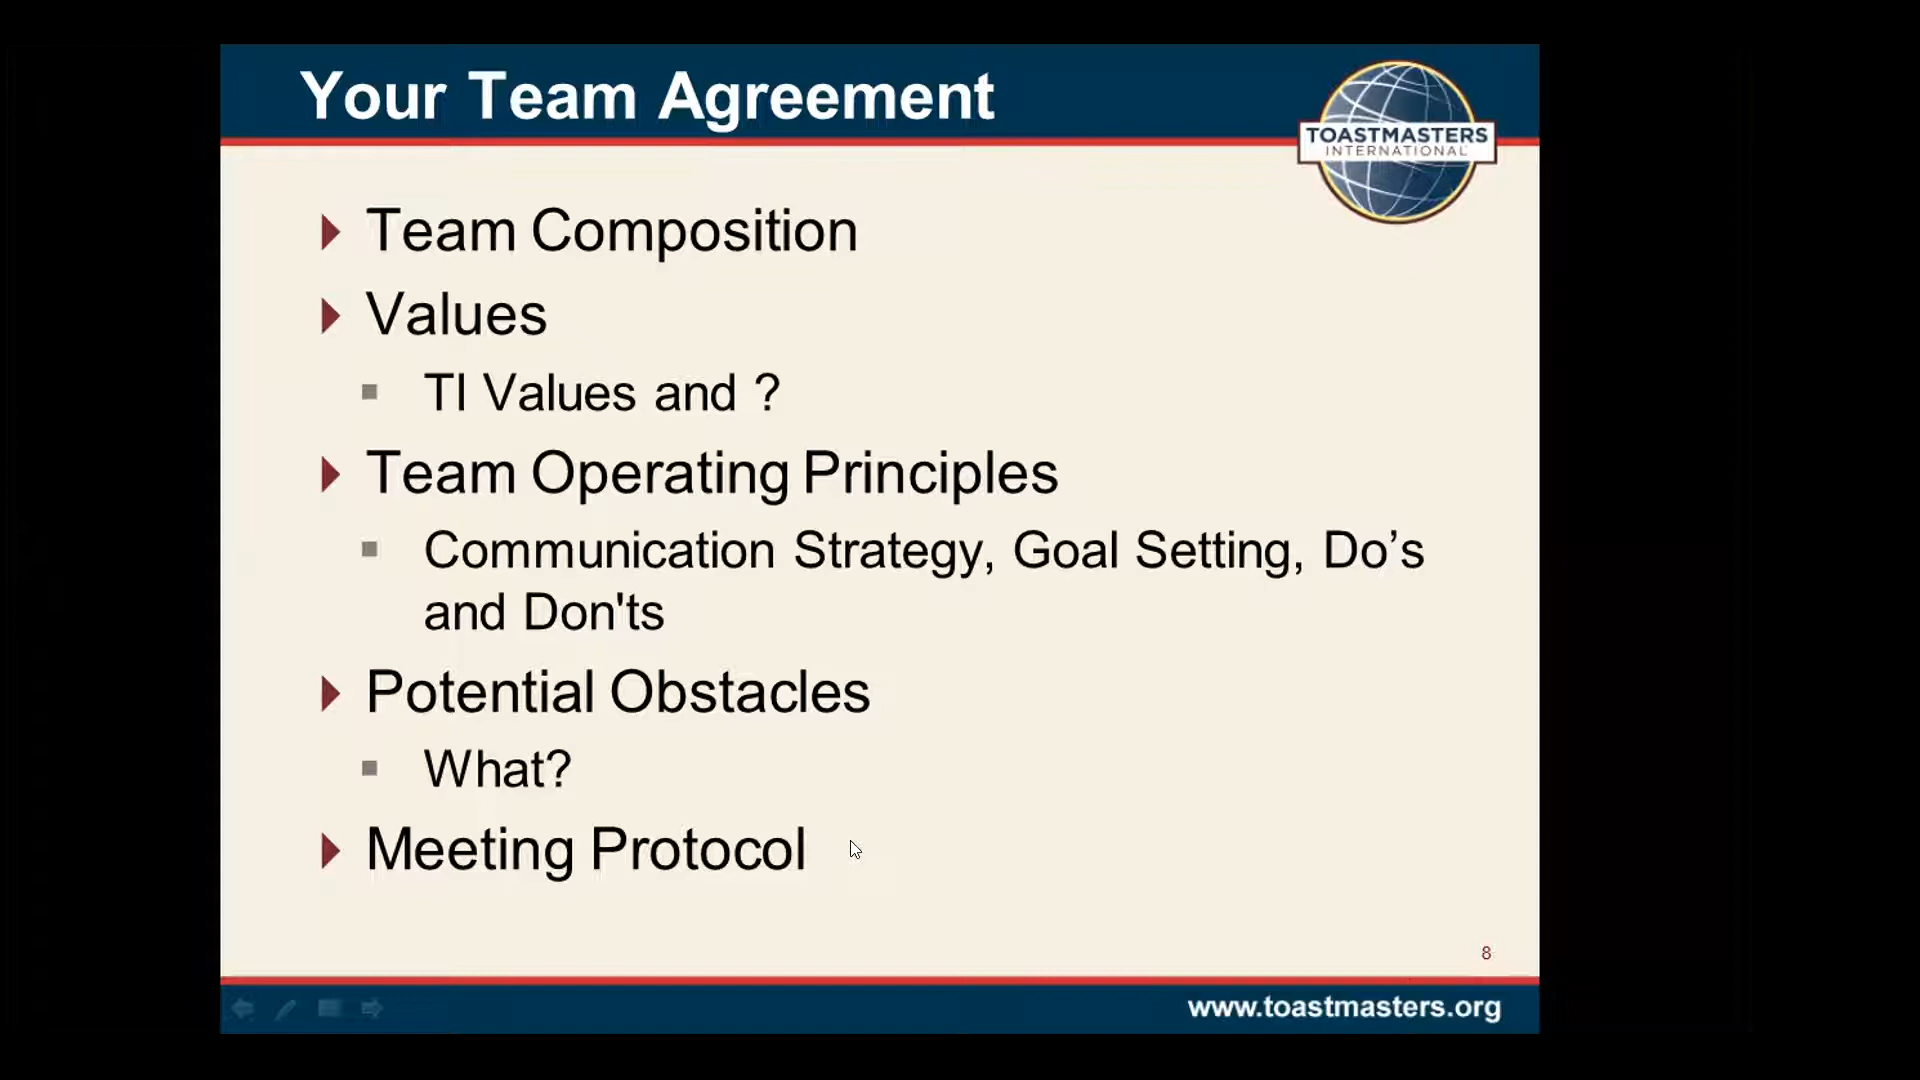 Your Team Agreement
TOASTMASTERS
INTERNATIONAL
Team Composition
Values
TI Values and ?
Team Operating Principles
Communication Strategy, Goal Setting, Do’s
and Don'ts
Potential Obstacles
What?
Meeting Protocol
8
www.toastmasters.org